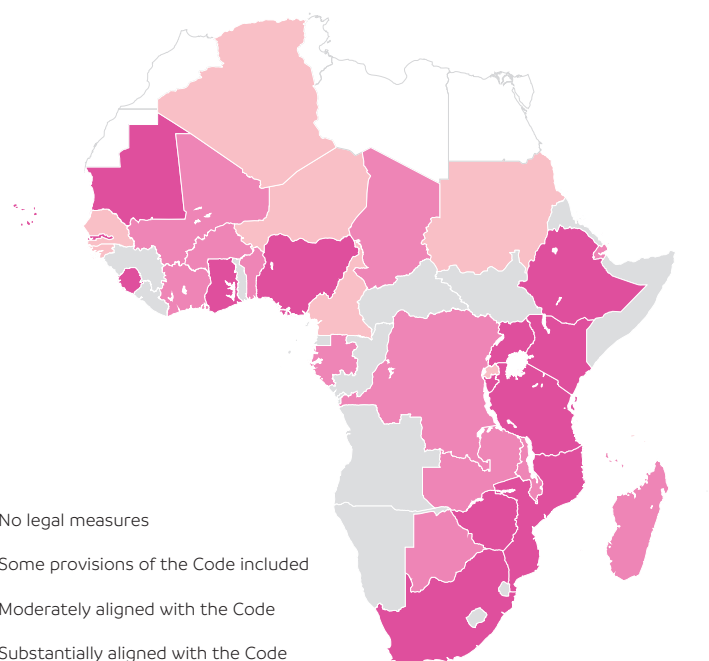 No legal measures
Some provisions of the Code included
Moderately aligned with the Code
Substantially aligned with the Code